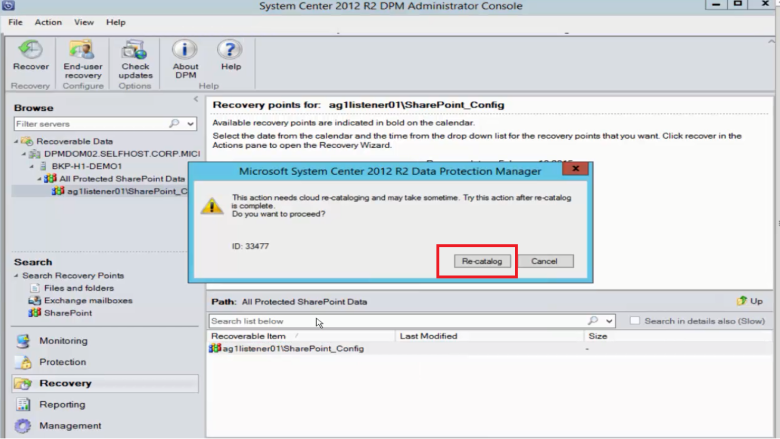 System Center 2012 R2 DPM Administrator Console
File Action View Help
Recover
End-user recovery
Check updates
About DPM
Help
Recovery
Configure
Options
Help
Browse
Filter servers
Recoverable Data
DPMDOM02.SELFHOST.CORP.MICI
BKP-H1-DEMO1
All Protected SharePoint Data
ag1listener01\SharePoint_C
Search
Search Recovery Points
Files and folders
Exchange mailboxes
SharePoint
Monitoring
Protection
Recovery
Reporting
Management
Recovery points for: ag1listener01\SharePoint_Config
Available recovery points are indicated in bold on the calendar.
Select the date from the calendar and the time from the drop down list for the recovery points that you want. Click recover in the
Actions pane to open the Recovery Wizard.
Microsoft System Center 2012 R2 Data Protection Manager
This action needs cloud re-cataloging and may take sometime. Try this action after re-catalog
is complete.
Do you want to proceed?
ID: 33477
Re-catalog
Cancel
Path: All Protected SharePoint Data
Up
Search list below
Search in details also (Slow)
Recoverable Item
Last Modified
Size
ag1listener01\SharePoint_Config
-